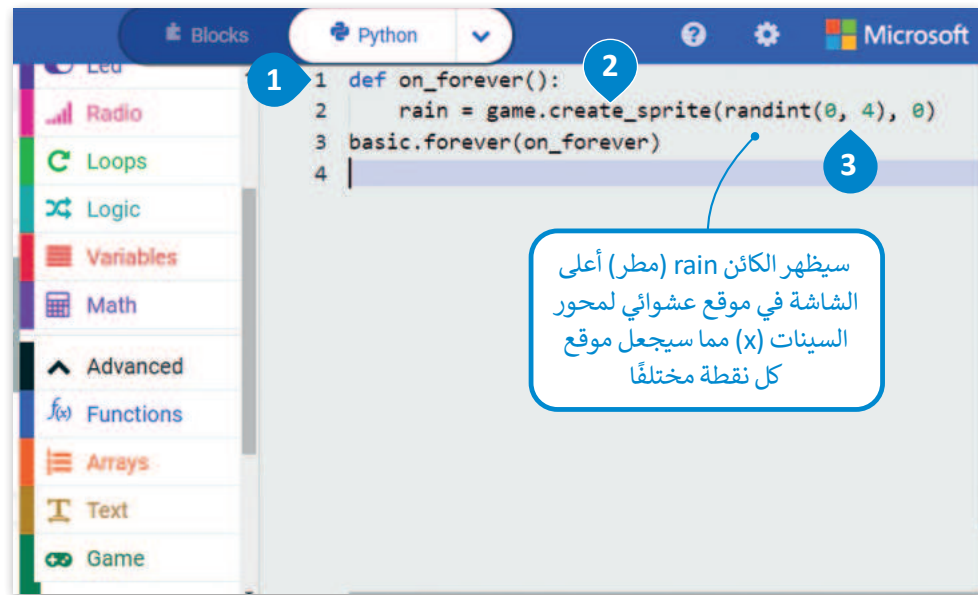 Blocks
Python
Microsoft
Led
Radio
Loops
Logic
Variables
Math
Advanced
f(x) Functions
Arrays
Text
Game
1
2
3
1 def on_forever():
2 rain = game.create_sprite(randint(0, 4), 0)
3 basic.forever(on_forever)
4
سيظهر الكائن rain (مطر) أعلى
الشاشة في موقع عشوائي لمحور
السينات (x) مما سيجعل موقع
كل نقطة مختلفًا